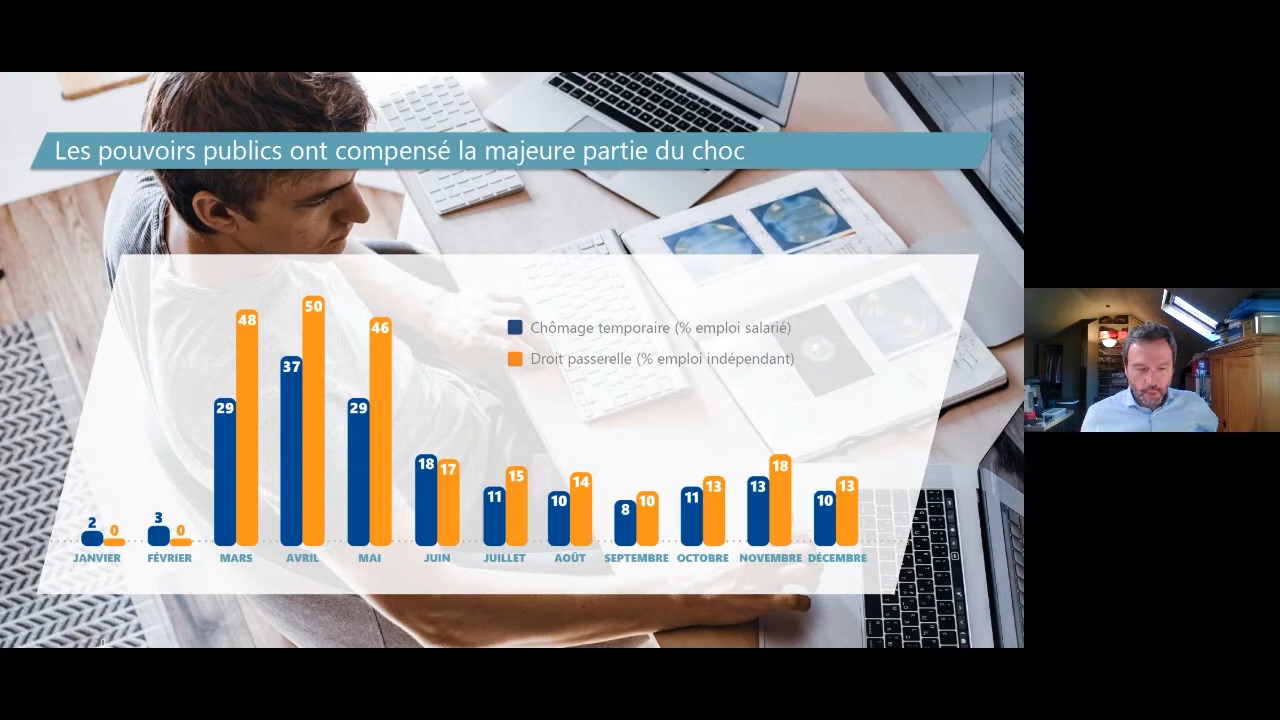 Les pouvoirs publics ont compensé la majeure partie du choc
Chômage temporaire (% emploi salarié)
Droit passerelle (% emploi indépendant)
2 0 3 0 29 48 37 50 29 46 18 17 11 15 10 14 8 10 11 13 13 18 10 13
JANVIER FÉVRIER MARS AVRIL MAI JUIN JUILLET AOÛT SEPTEMBRE OCTOBRE NOVEMBRE DÉCEMBRE